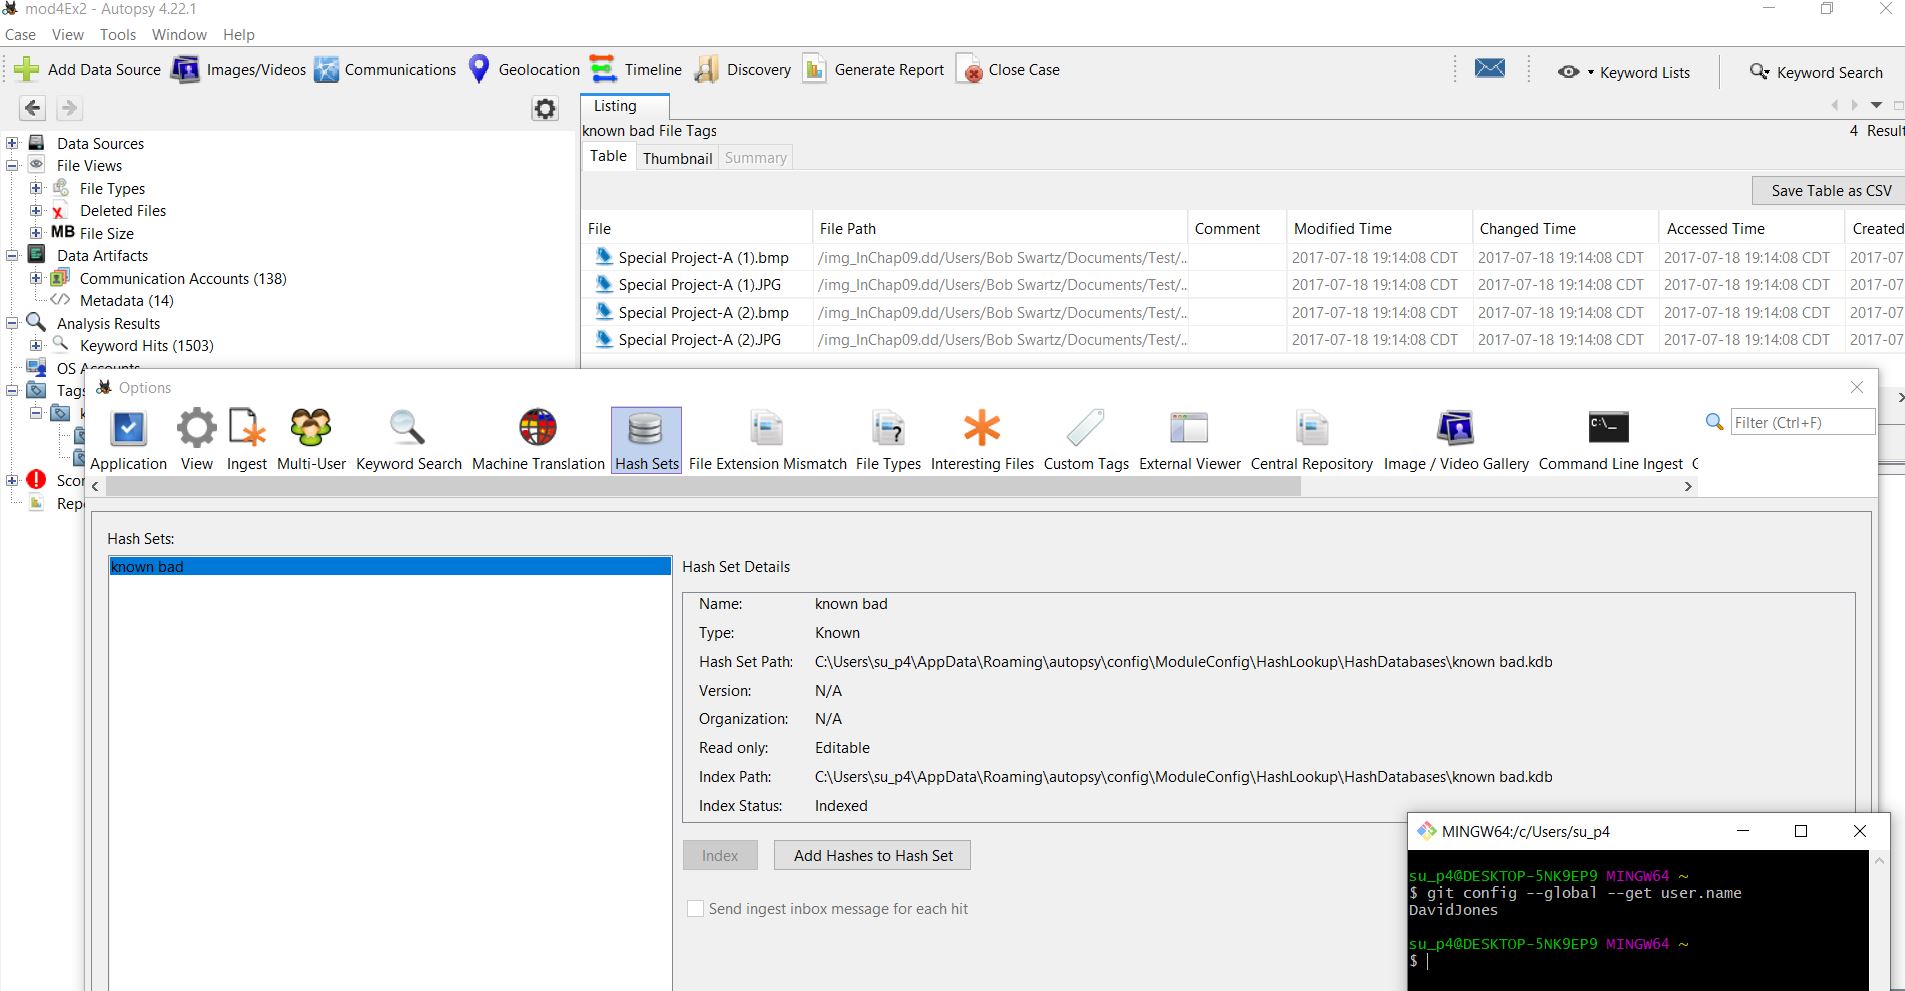 mod4Ex2 - Autopsy 4.22.1
Case View Tools Window Help
Add Data Source Images/Videos Communications Geolocation Timeline Discovery Generate Report Close Case Keyword Lists Keyword Search
Listing
known bad File Tags 4 Result
Table Thumbnail Summary
Save Table as CSV
Data Sources
File Views
File Types
Deleted Files
MB File Size
Data Artifacts
Communication Accounts (138)
Metadata (14)
Analysis Results
Keyword Hits (1503)
OS Accounts
Tags
k
Scor
Repo
File File Path Comment Modified Time Changed Time Accessed Time Created
Special Project-A (1).bmp /img_InChap09.dd/Users/Bob Swartz/Documents/Test/.. 2017-07-18 19:14:08 CDT 2017-07-18 19:14:08 CDT 2017-07-18 19:14:08 CDT 2017-07
Special Project-A (1).JPG /img_InChap09.dd/Users/Bob Swartz/Documents/Test/.. 2017-07-18 19:14:08 CDT 2017-07-18 19:14:08 CDT 2017-07-18 19:14:08 CDT 2017-07
Special Project-A (2).bmp /img_InChap09.dd/Users/Bob Swartz/Documents/Test/.. 2017-07-18 19:14:08 CDT 2017-07-18 19:14:08 CDT 2017-07-18 19:14:08 CDT 2017-07
Special Project-A (2).JPG /img_InChap09.dd/Users/Bob Swartz/Documents/Test/.. 2017-07-18 19:14:08 CDT 2017-07-18 19:14:08 CDT 2017-07-18 19:14:08 CDT 2017-07
Options
C:\_
Filter (Ctrl+F)
Application View Ingest Multi-User Keyword Search Machine Translation Hash Sets File Extension Mismatch File Types Interesting Files Custom Tags External Viewer Central Repository Image / Video Gallery Command Line Ingest
Hash Sets:
known bad
Hash Set Details
Name: known bad
Type: Known
Hash Set Path: C:\Users\su_p4\AppData\Roaming\autopsy\config\ModuleConfig\HashLookup\HashDatabases\known bad.kdb
Version: N/A
Organization: N/A
Read only: Editable
Index Path: C:\Users\su_p4\AppData\Roaming\autopsy\config\ModuleConfig\HashLookup\HashDatabases\known bad.kdb
Index Status: Indexed
Index Add Hashes to Hash Set
Send ingest inbox message for each hit
MINGW64:/c/Users/su_p4
su_p4@DESKTOP-5NK9EP9 MINGW64 ~
$ git config --global --get user.name
DavidJones
su_p4@DESKTOP-5NK9EP9 MINGW64 ~
$